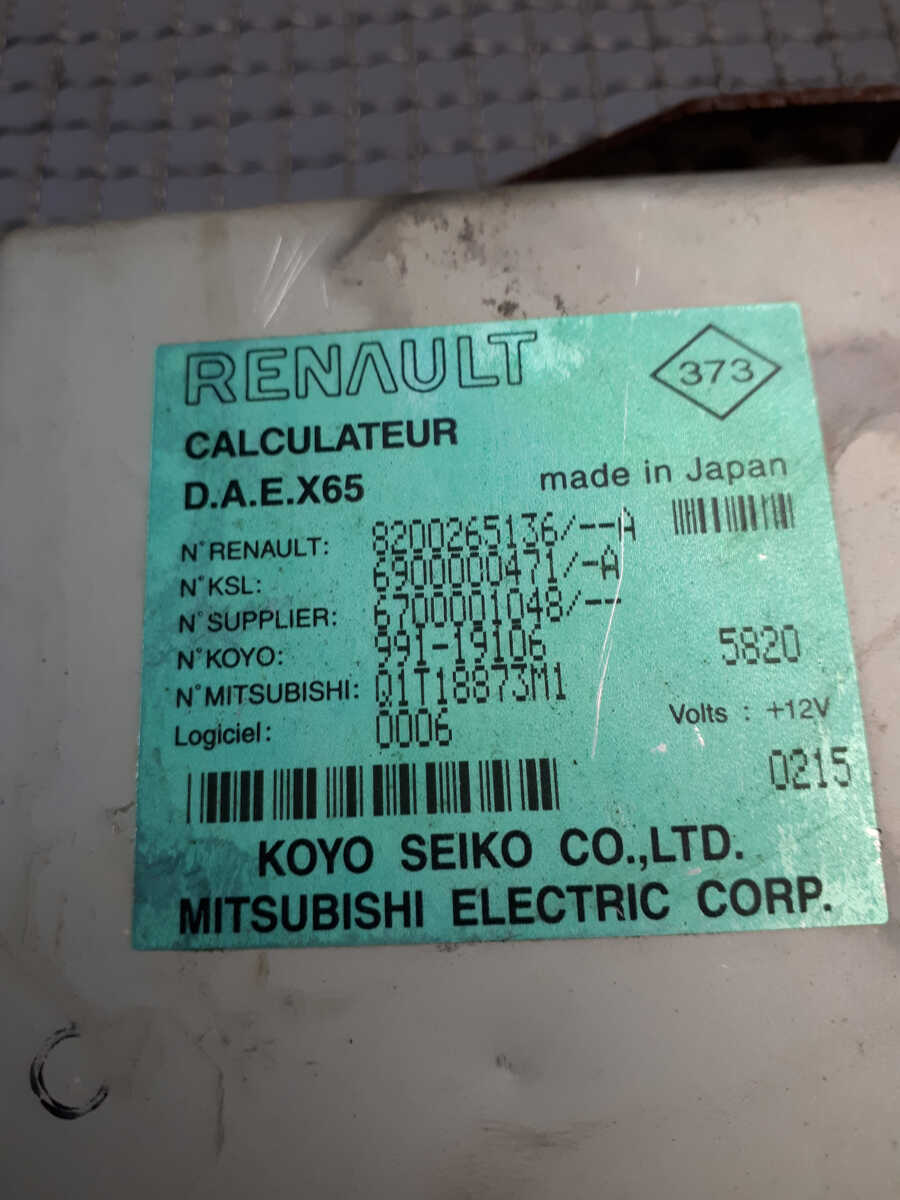 RENAULT
373
CALCULATEUR
D.A.E.X65
made in Japan
N°RENAULT: 8200265136/--A
N°KSL: 6900000471/-A
N°SUPPLIER: 6700001048/--
N°KOYO: 991-19106
5820
N°MITSUBISHI: Q1T18873M1
Volts : +12V
Logiciel: 0006
0215
KOYO SEIKO CO.,LTD.
MITSUBISHI ELECTRIC CORP.